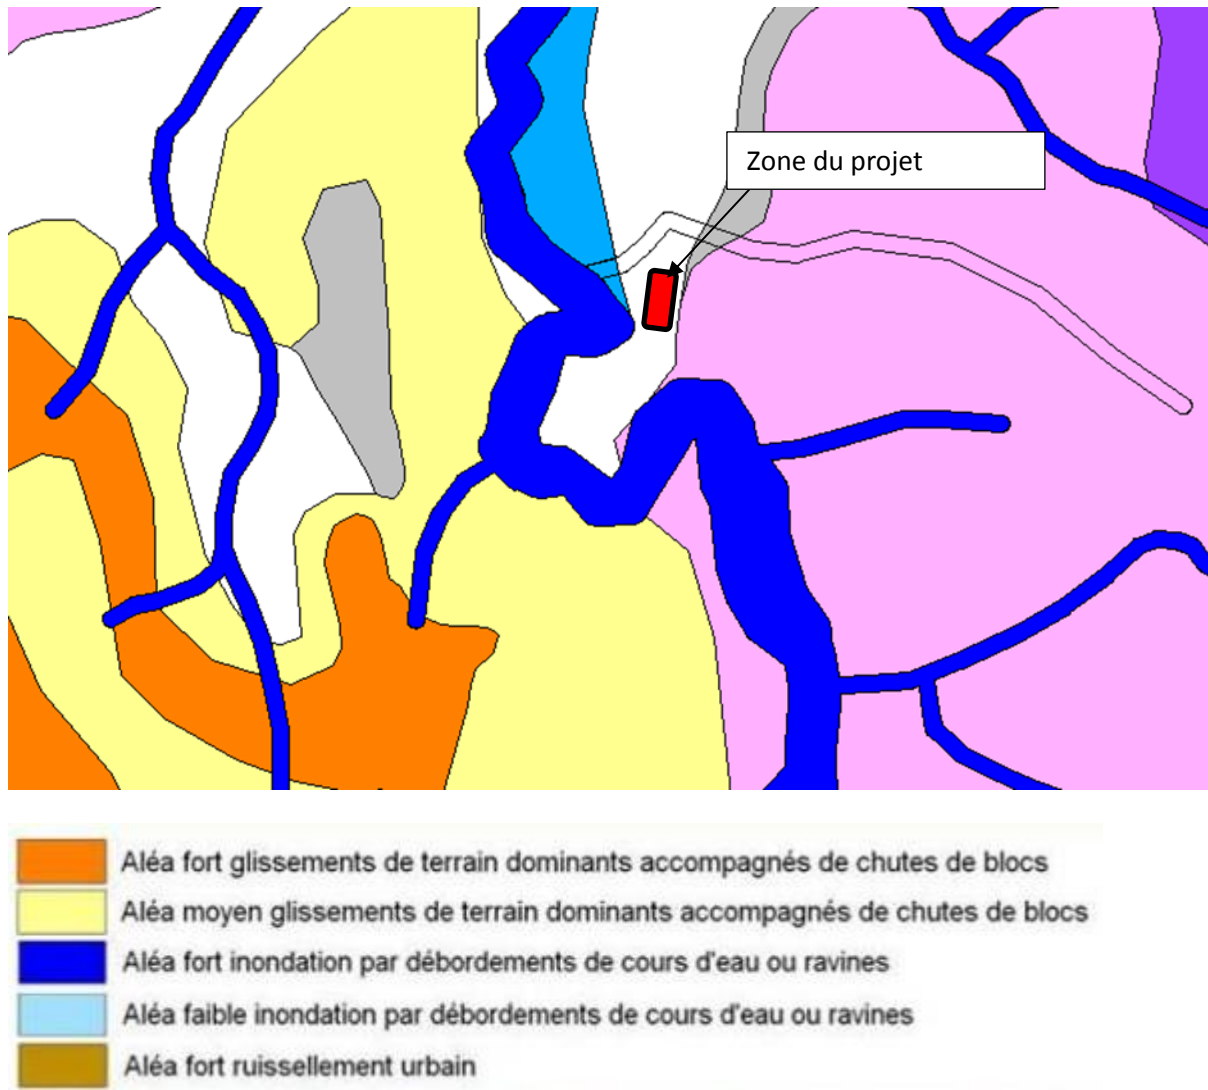 Zone du projet
Aléa fort glissements de terrain dominants accompagnés de chutes de blocs
Aléa moyen glissements de terrain dominants accompagnés de chutes de blocs
Aléa fort inondation par débordements de cours d'eau ou ravines
Aléa faible inondation par débordements de cours d'eau ou ravines
Aléa fort ruissellement urbain